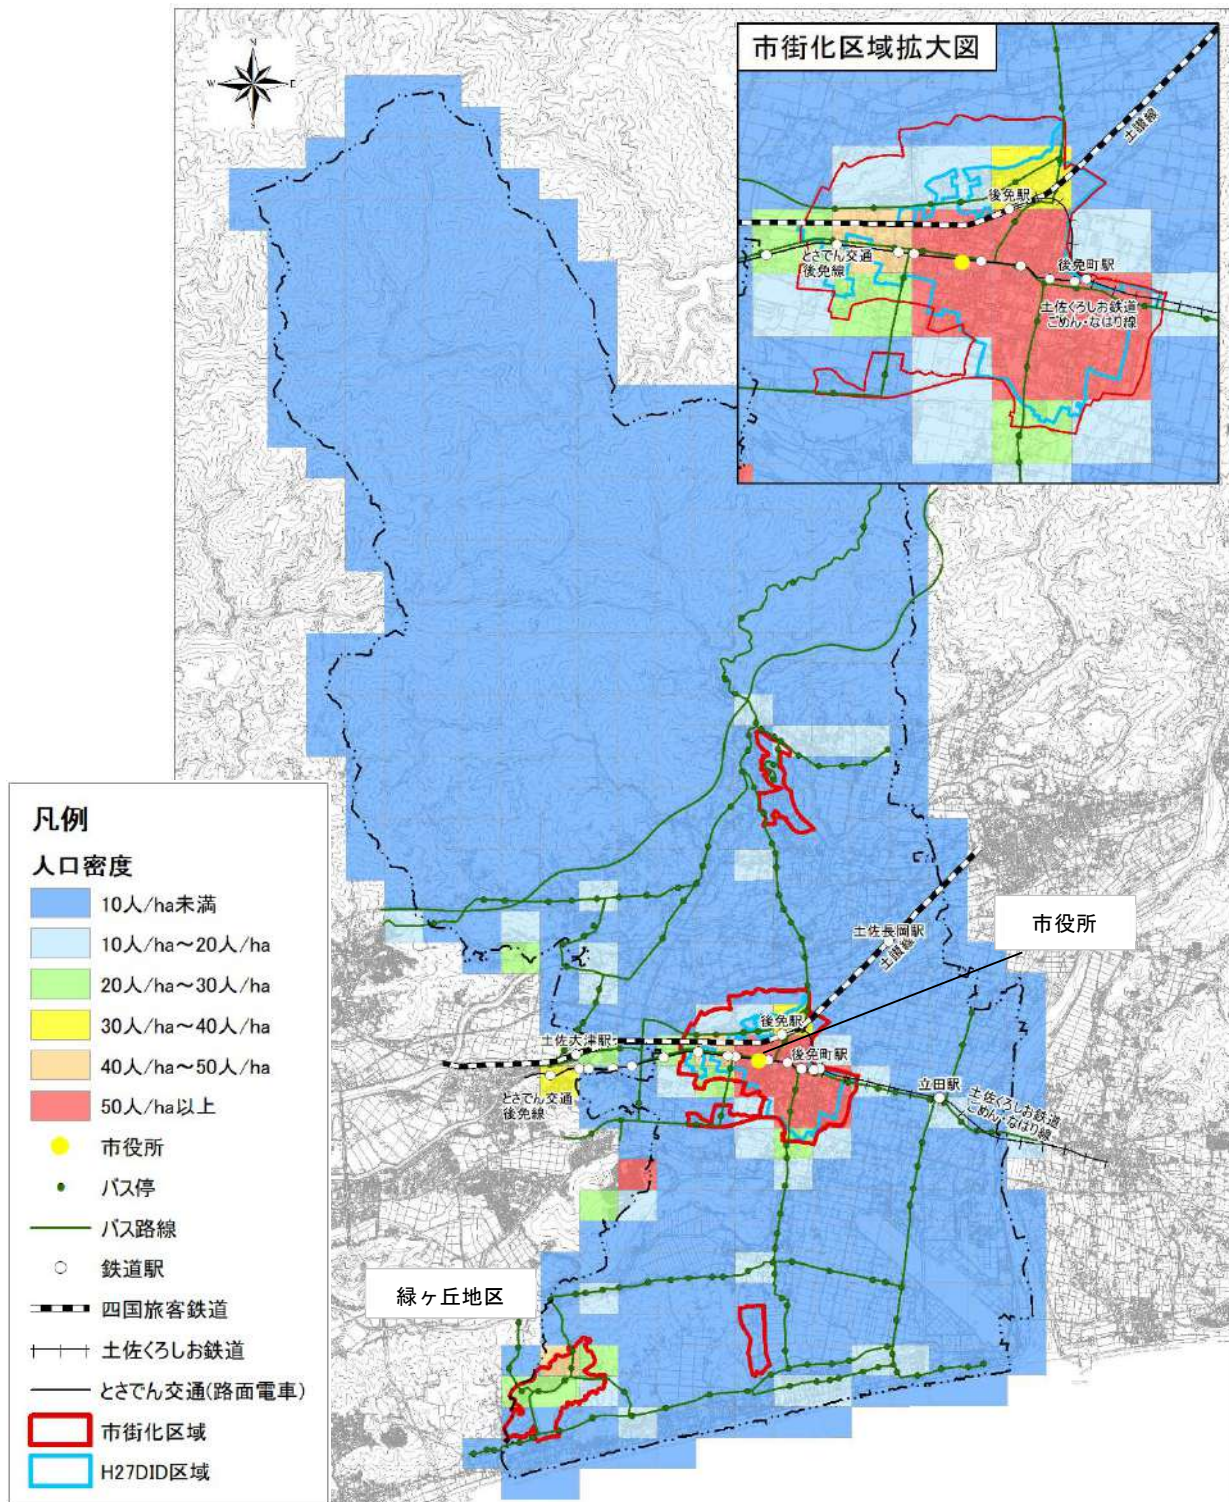 N
W
E
S
市街化区域拡大図
土讃線
後免駅
とさでん交通
後免線
後免町駅
土佐くろしお鉄道
ごめん・なはり線
凡例
人口密度
10人/ha未満
10人/ha～20人/ha
20人/ha～30人/ha
30人/ha～40人/ha
40人/ha～50人/ha
50人/ha以上
市役所
バス停
バス路線
鉄道駅
四国旅客鉄道
土佐くろしお鉄道
とさでん交通(路面電車)
市街化区域
H27DID区域
市役所
土佐長岡駅
土讃線
後免駅
土佐大津駅
後免町駅
とさでん交通
後免線
立田駅
土佐くろしお鉄道
ごめん・なはり線
緑ヶ丘地区